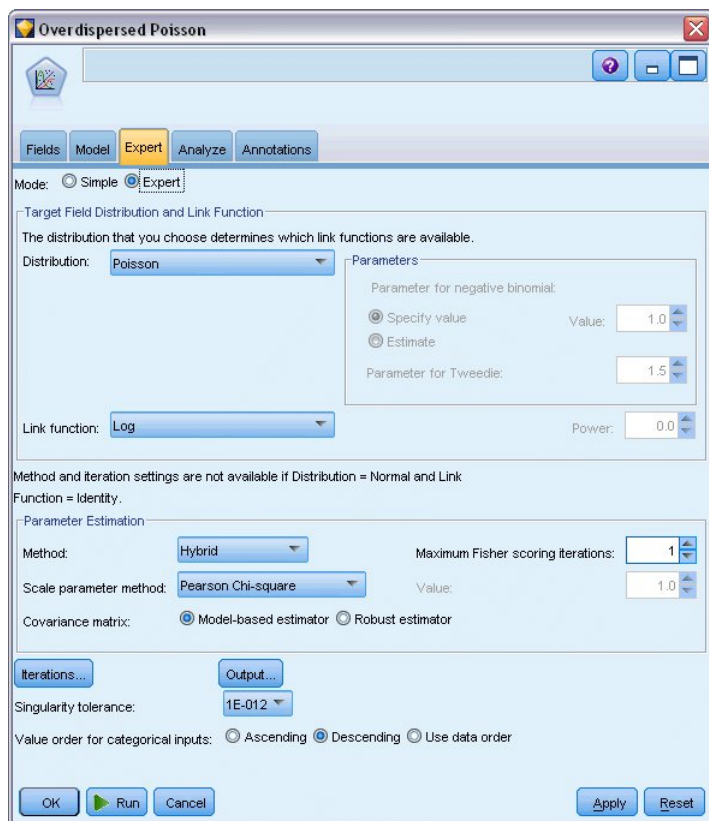 Overdispersed Poisson
Fields Model Expert Analyze Annotations
Mode: Simple Expert
Target Field Distribution and Link Function
The distribution that you choose determines which link functions are available.
Distribution: Poisson
Parameters
Parameter for negative binomial:
Specify value Value: 1.0
Estimate
Parameter for Tweedie: 1.5
Link function: Log Power: 0.0
Method and iteration settings are not available if Distribution = Normal and Link
Function = Identity.
Parameter Estimation
Method: Hybrid Maximum Fisher scoring iterations: 1
Scale parameter method: Pearson Chi-square Value: 1.0
Covariance matrix: Model-based estimator Robust estimator
Iterations... Output...
Singularity tolerance: 1E-012
Value order for categorical inputs: Ascending Descending Use data order
OK Run Cancel Apply Reset